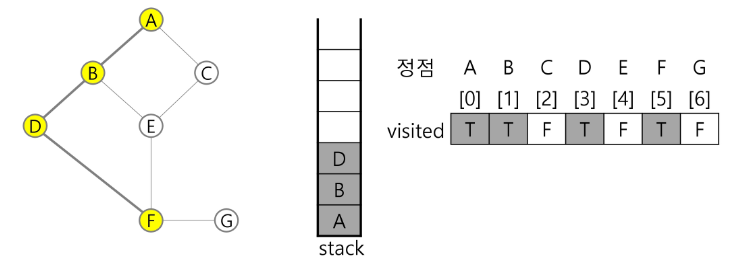 A
B
C
D
E
F
G
D
B
A
stack
정점 A B C D E F G
[0] [1] [2] [3] [4] [5] [6]
visited T T F T F T F